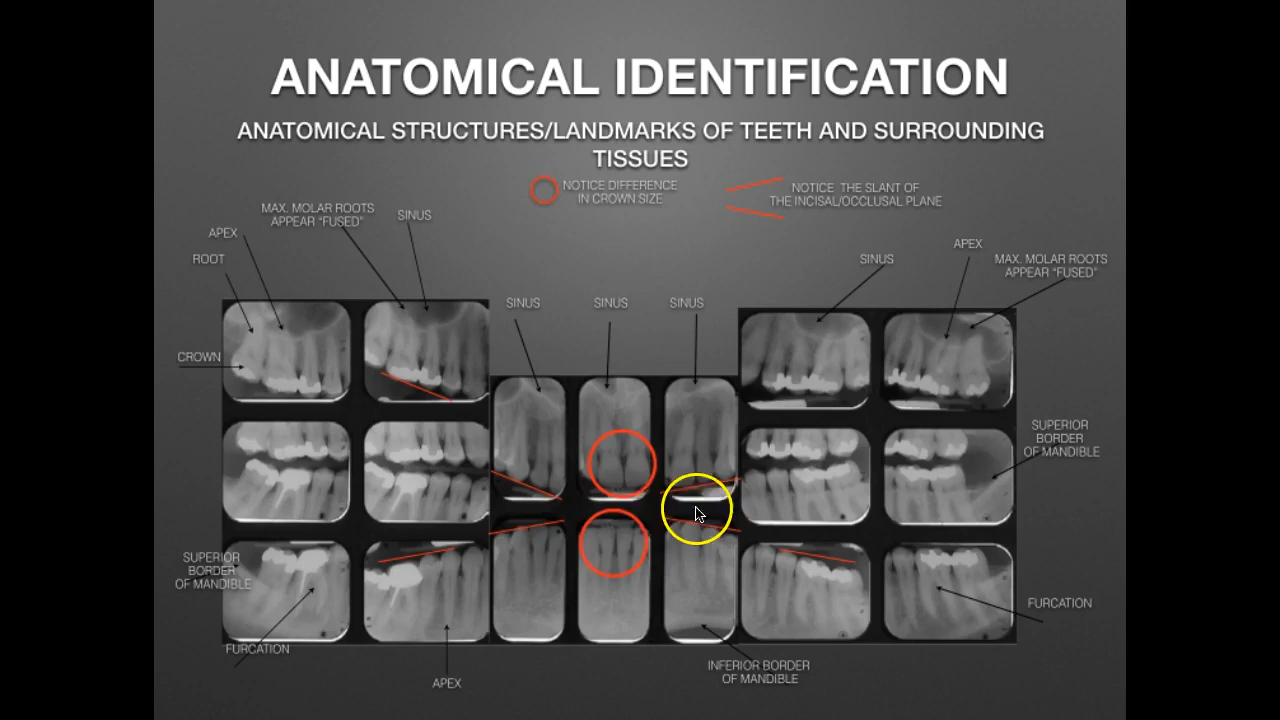 ANATOMICAL IDENTIFICATION
ANATOMICAL STRUCTURES/LANDMARKS OF TEETH AND SURROUNDING
TISSUES
NOTICE DIFFERENCE
IN CROWN SIZE
NOTICE THE SLANT OF
THE INCISAL/OCCLUSAL PLANE
MAX. MOLAR ROOTS
APPEAR “FUSED”
SINUS
APEX
ROOT
CROWN
SINUS
SINUS
SINUS
SINUS
APEX
MAX. MOLAR ROOTS
APPEAR “FUSED”
SUPERIOR
BORDER
OF MANDIBLE
SUPERIOR
BORDER
OF MANDIBLE
FURCATION
FURCATION
APEX
INFERIOR BORDER
OF MANDIBLE